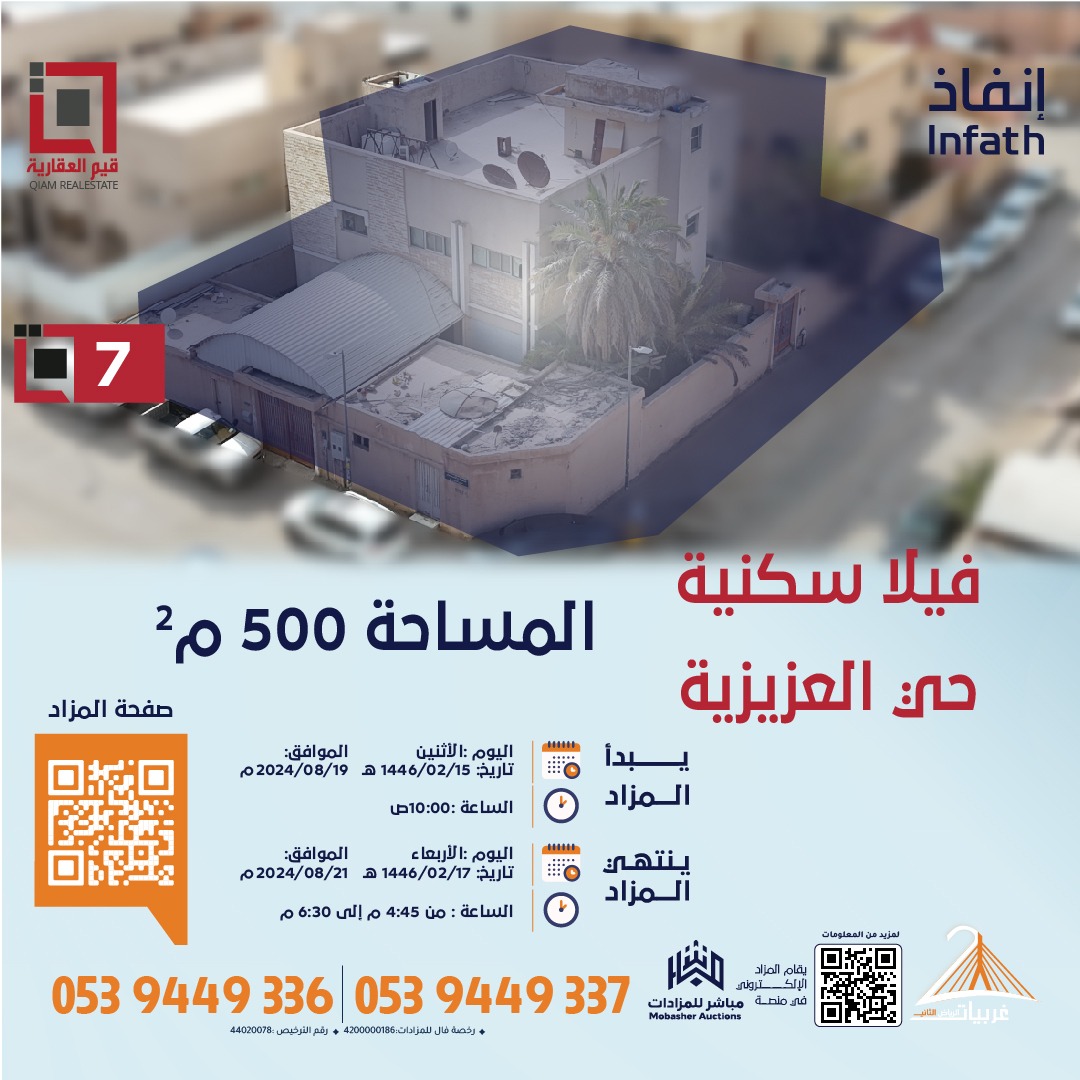 إنفاذ
Infath
قيم العقارية
QIAM REALESTATE
7
فيلا سكنية
حي العزيزية
المساحة 500 م²
صفحة المزاد
يبدأ
المزاد
اليوم :الأثنين الموافق:
تاريخ: 1446/02/15 هـ 2024/08/19 م
الساعة :10:00ص
ينتهي
المزاد
اليوم :الأربعاء الموافق:
تاريخ: 1446/02/17 هـ 2024/08/21 م
الساعة : من 4:45 م إلى 6:30 م
لمزيد من المعلومات
غربيات الرياض الثانية
يقام المزاد
الإلكتروني
في منصة
مباشر للمزادات
Mobasher Auctions
053 9449 336 | 053 9449 337
رخصة فال للمزادات:4200000186 رقم الترخيص :44020078